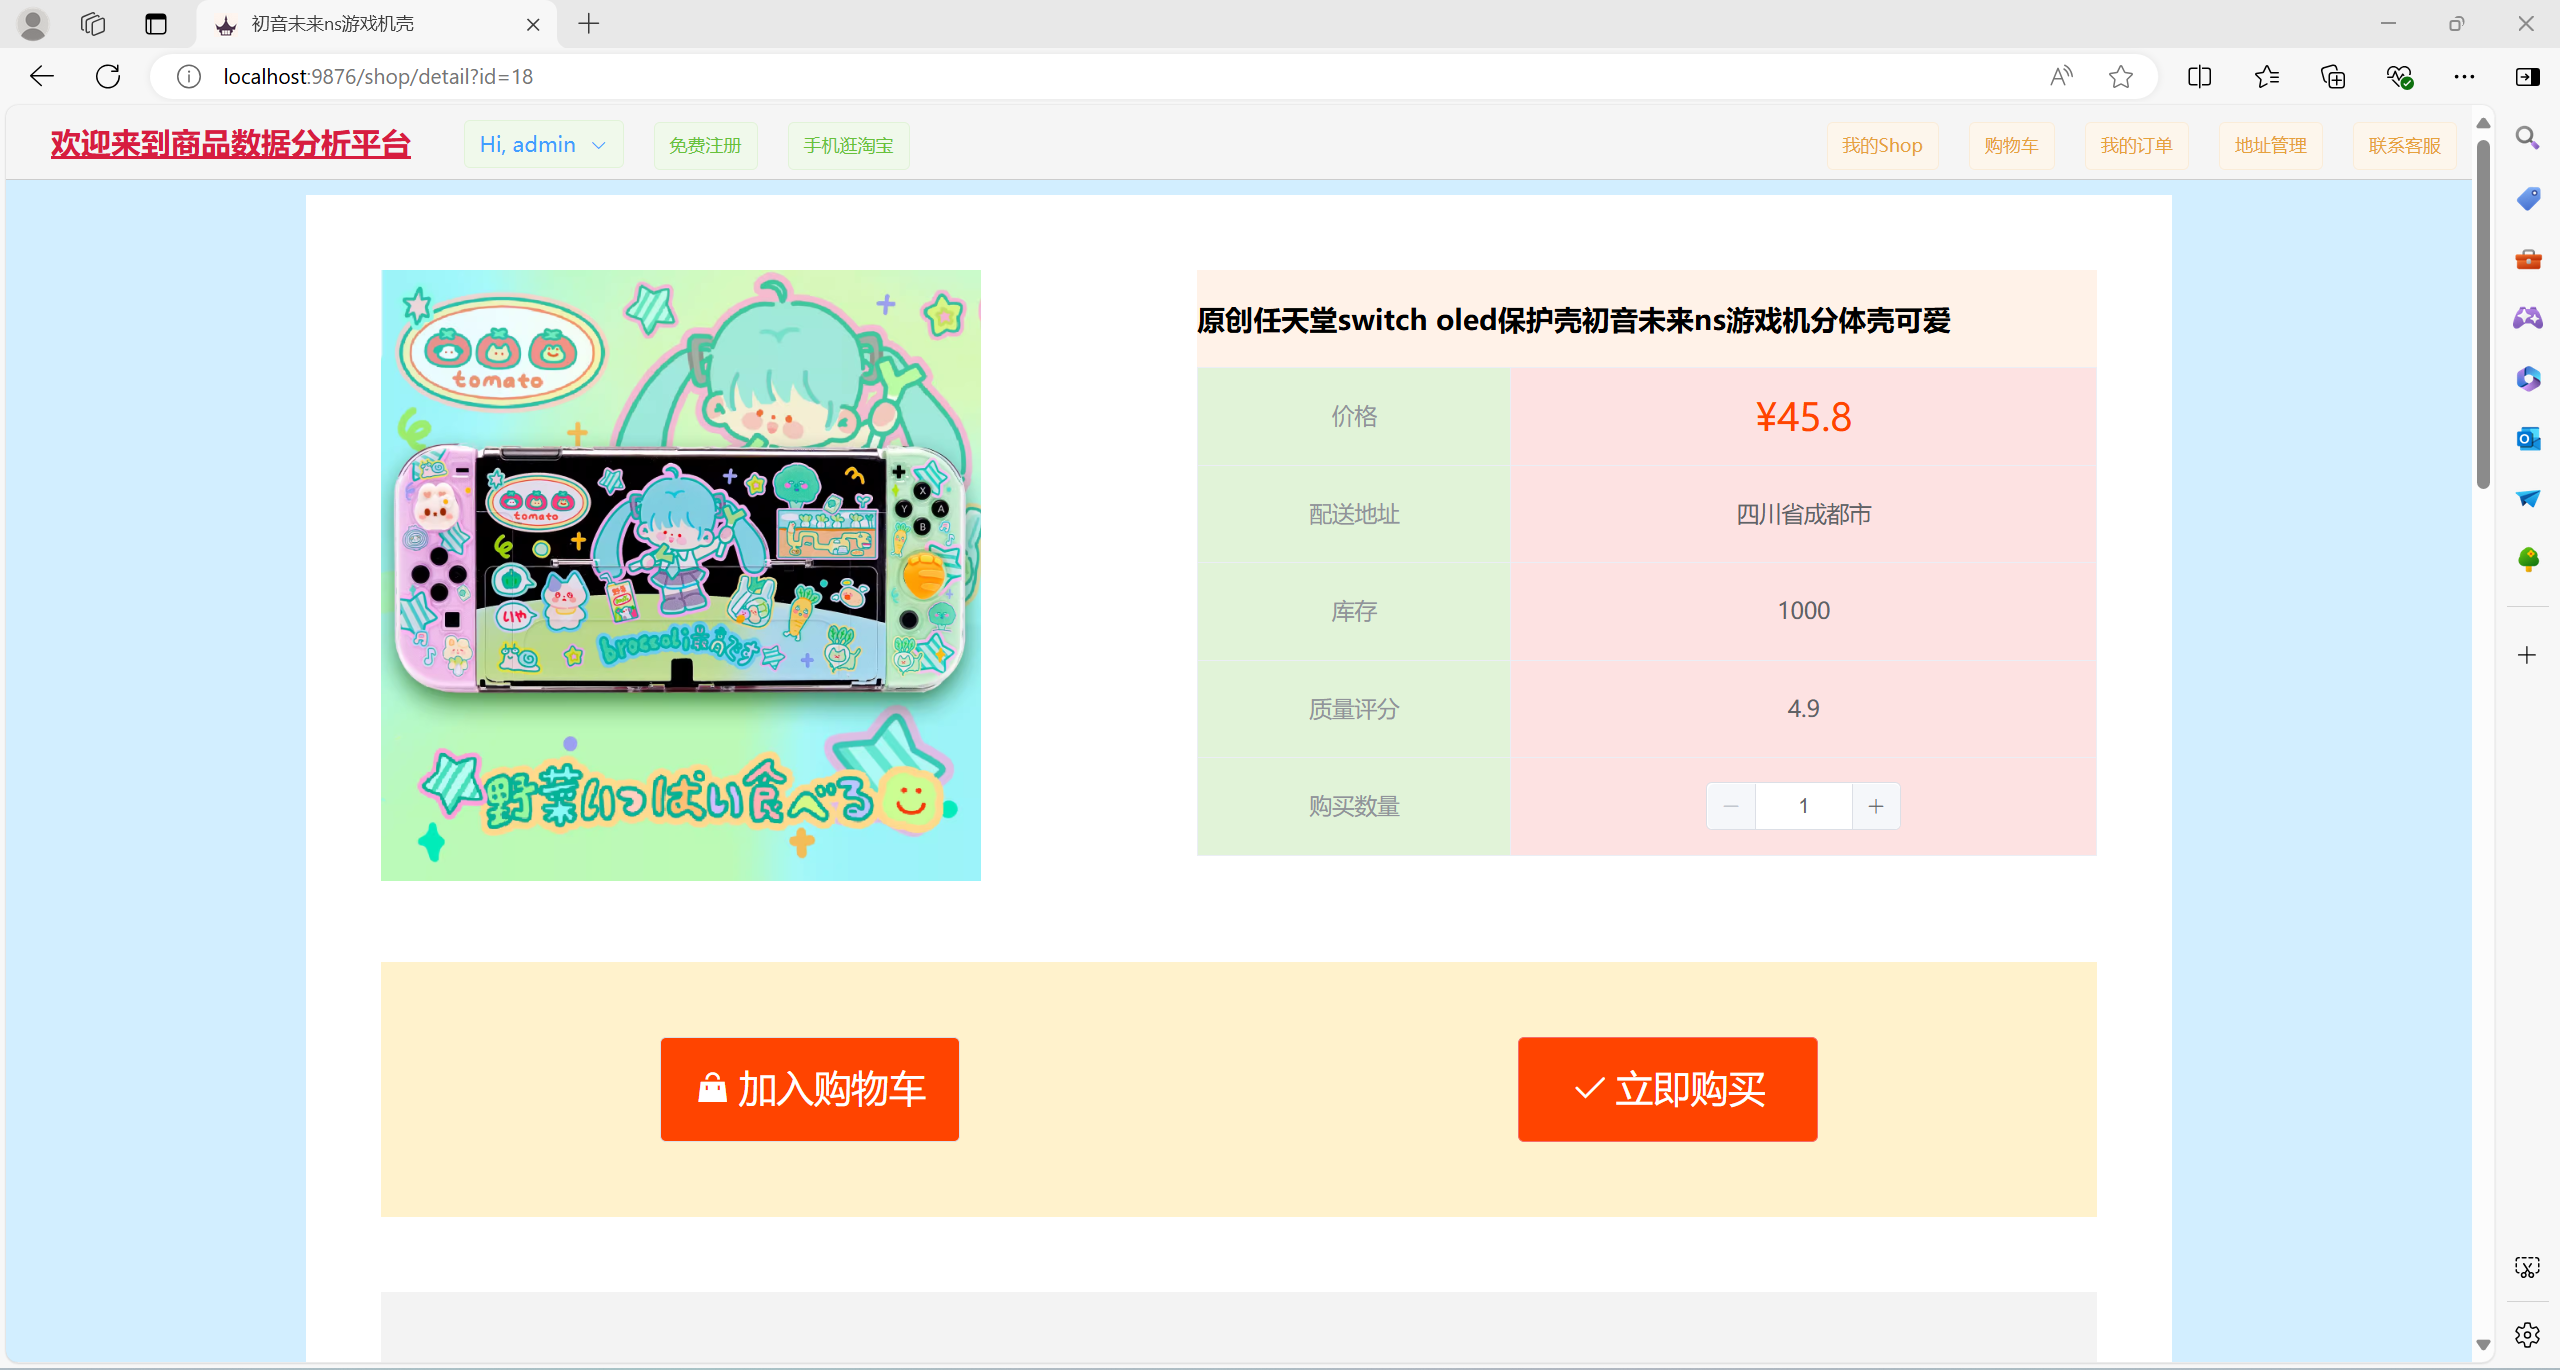 初音未来ns游戏机壳
localhost:9876/shop/detail?id=18
欢迎来到商品数据分析平台
Hi, admin
免费注册
手机逛淘宝
我的Shop
购物车
我的订单
地址管理
联系客服
tomato
原创任天堂switch oled保护壳初音未来ns游戏机分体壳可爱
价格
¥45.8
配送地址
四川省成都市
库存
1000
质量评分
4.9
购买数量
1
tomato
X
Y
A
B
いや
野菜いっぱい食べる
加入购物车
立即购买